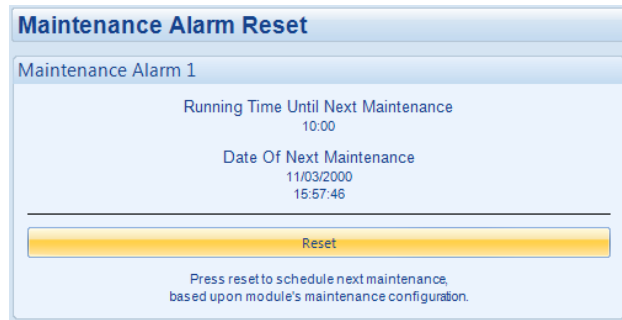 Maintenance Alarm Reset
Maintenance Alarm 1
Running Time Until Next Maintenance
10:00
Date Of Next Maintenance
11/03/2000
15:57:46
Reset
Press reset to schedule next maintenance,
based upon module's maintenance configuration.